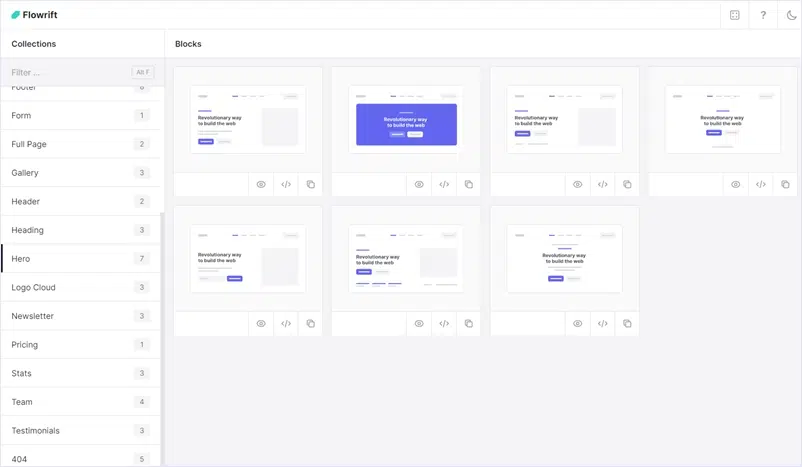 Flowrift
?
Collections
Blocks
Filter ...
Alt F
Footer 6
Form 1
Full Page 2
Gallery 3
Header 2
Heading 3
Hero 7
Logo Cloud 3
Newsletter 3
Pricing 1
Stats 3
Team 4
Testimonials 3
404 5
Revolutionary way
to build the web
Revolutionary way
to build the web
Revolutionary way
to build the web
Revolutionary way
to build the web
Revolutionary way
to build the web
Revolutionary way
to build the web
Revolutionary way
to build the web